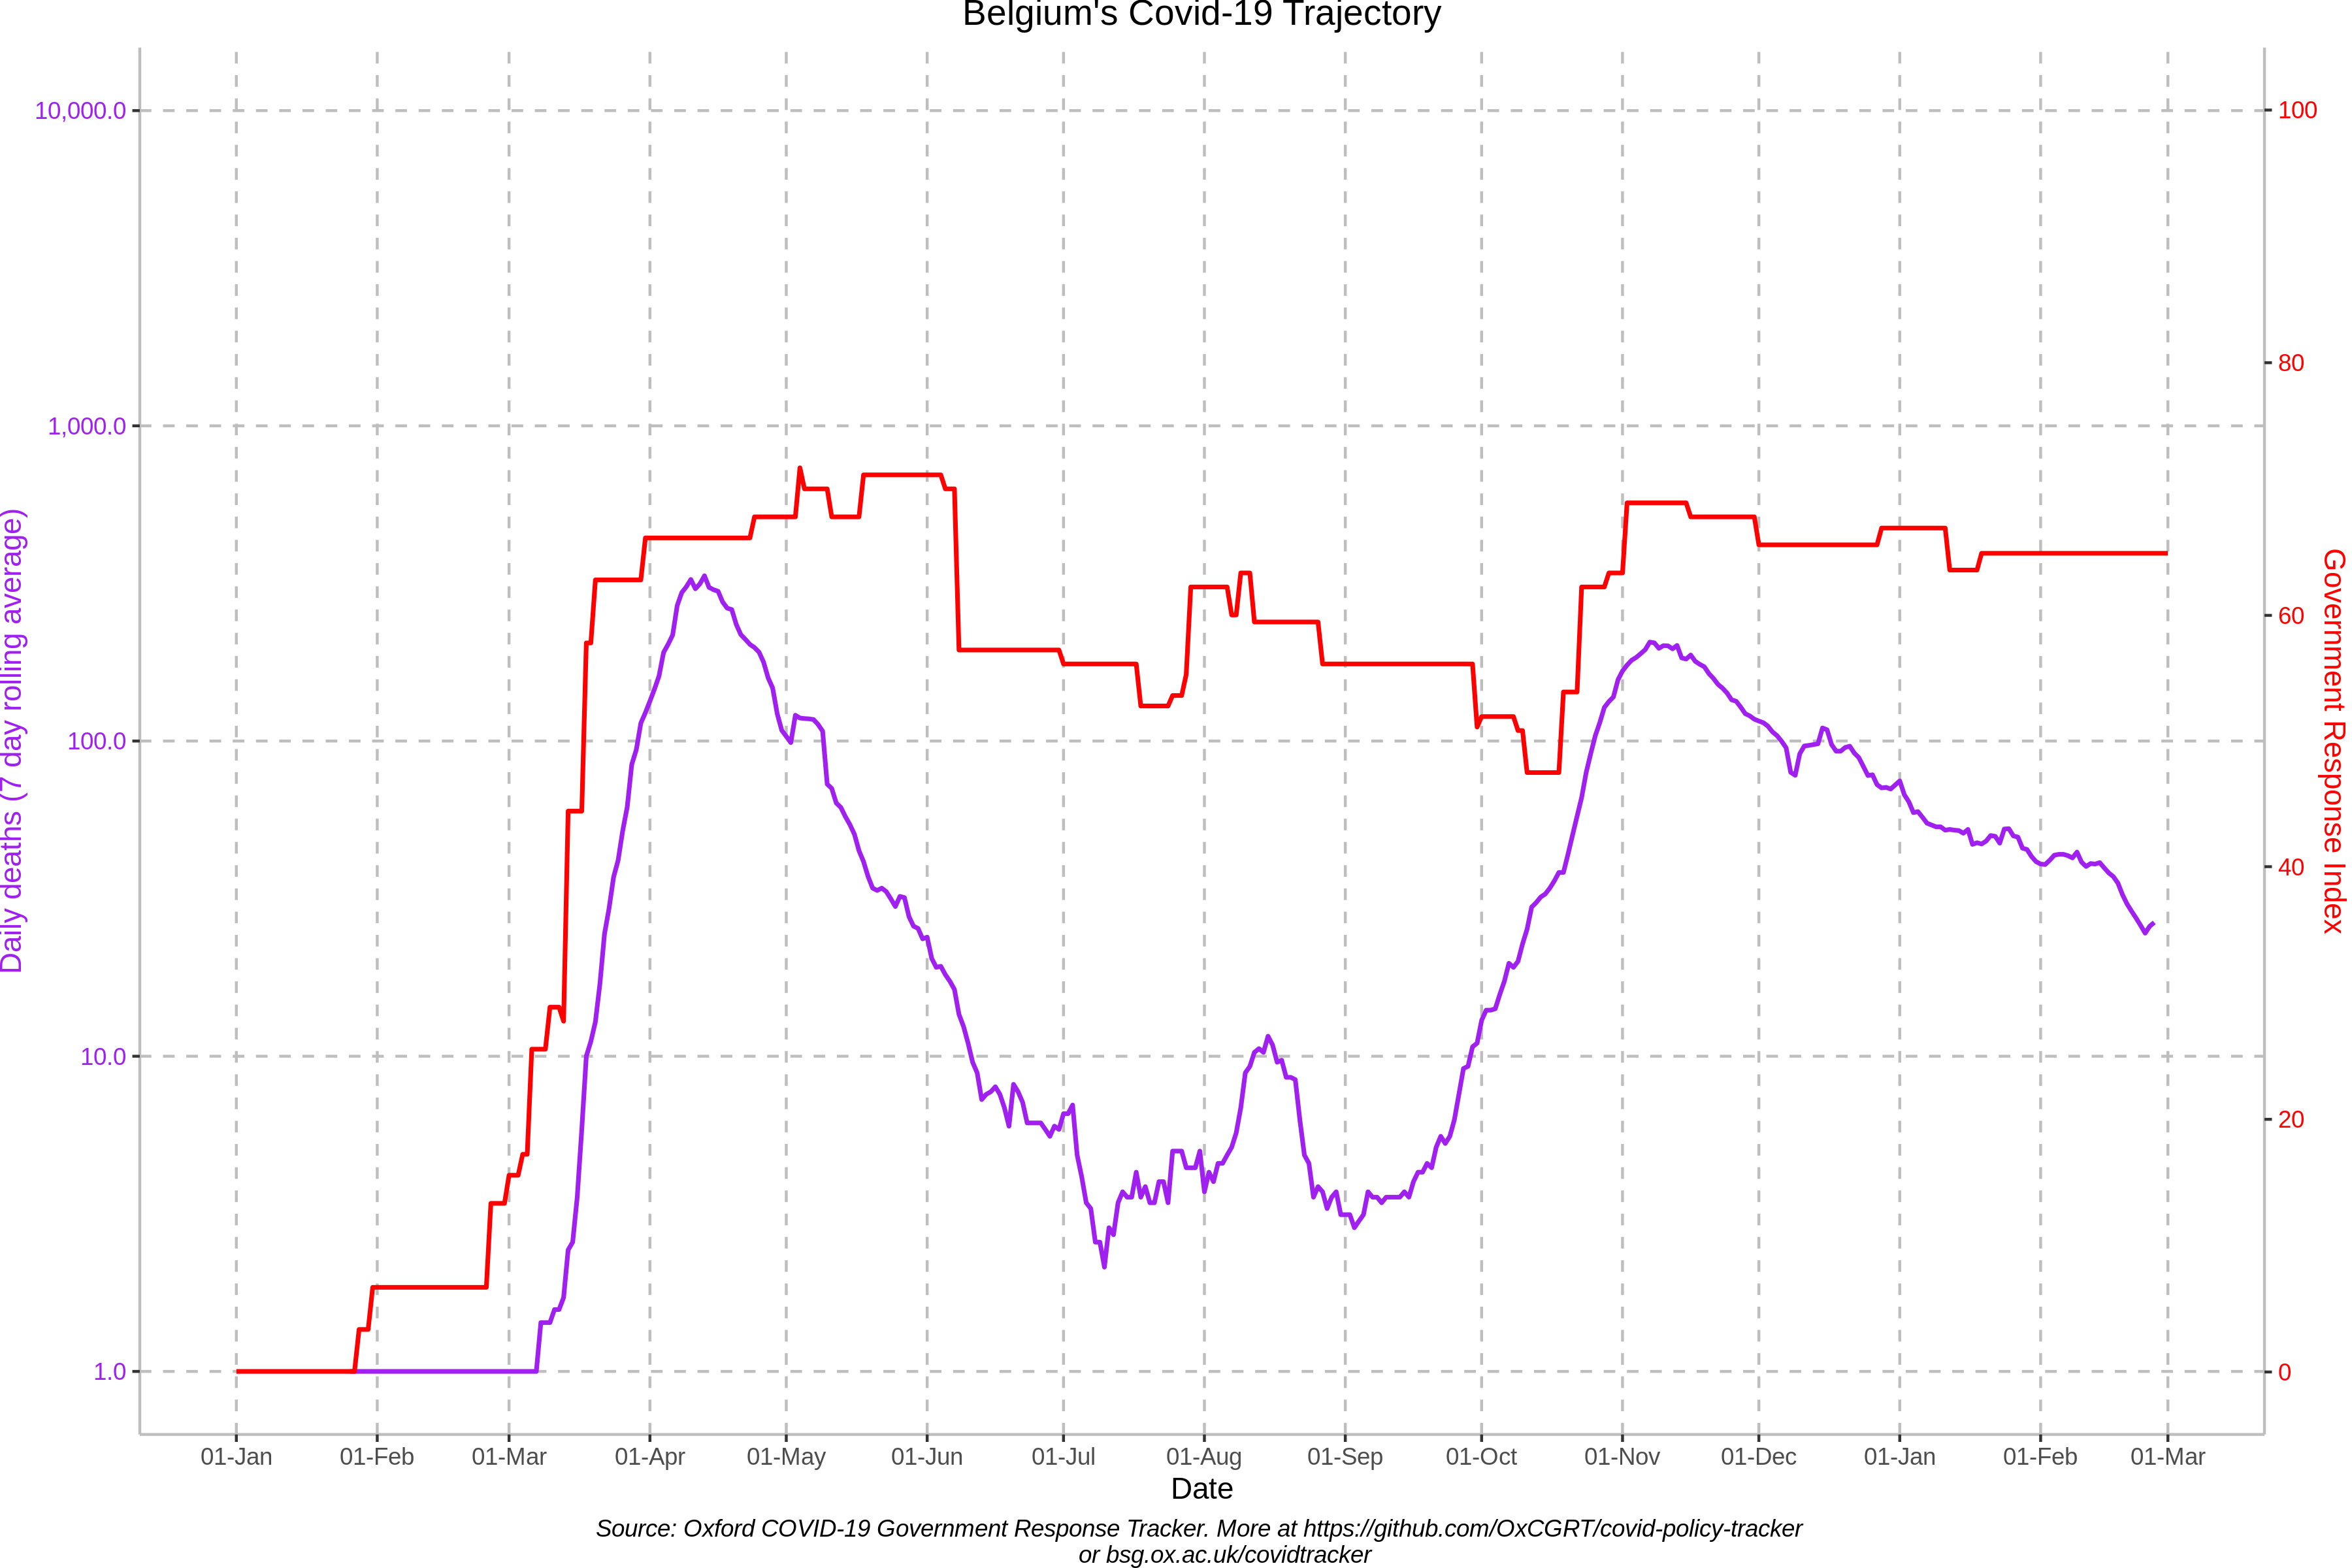 Belgium's Covid-19 Trajectory
10,000.0
1,000.0
100.0
10.0
1.0
Daily deaths (7 day rolling average)
100
80
60
40
20
0
Government Response Index
01-Jan
01-Feb
01-Mar
01-Apr
01-May
01-Jun
01-Jul
01-Aug
01-Sep
01-Oct
01-Nov
01-Dec
01-Jan
01-Feb
01-Mar
Date
Source: Oxford COVID-19 Government Response Tracker. More at https://github.com/OxCGRT/covid-policy-tracker
or bsg.ox.ac.uk/covidtracker